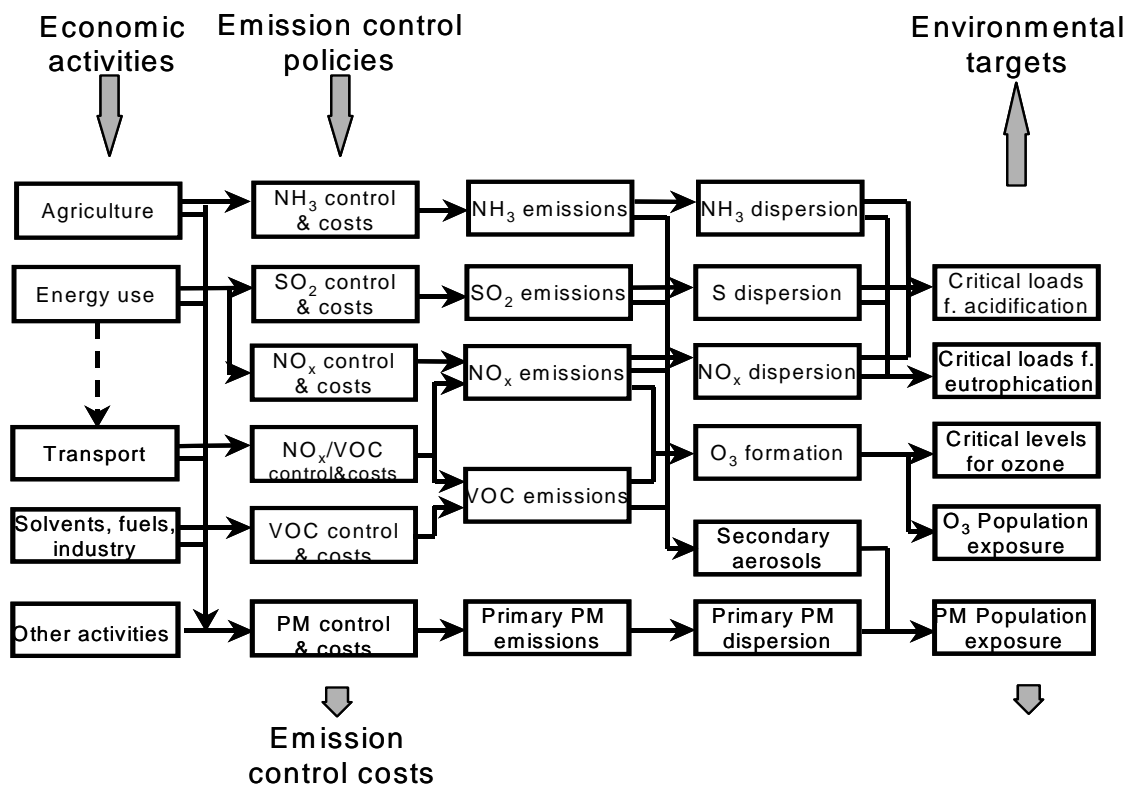 Economic
activities
Emission control
policies
Environmental
targets
Agriculture
NH₃ control
& costs
NH₃ emissions
NH₃ dispersion
Energy use
SO₂ control
& costs
SO₂ emissions
S dispersion
Critical loads
f. acidification
NOₓ control
& costs
NOₓ emissions
NOₓ dispersion
Critical loads f.
eutrophication
Transport
NOₓ/VOC
control&costs
O₃ formation
Critical levels
for ozone
VOC emissions
Solvents, fuels,
industry
VOC control
& costs
Secondary
aerosols
O₃ Population
exposure
Other activities
PM control
& costs
Primary PM
emissions
Primary PM
dispersion
PM Population
exposure
Emission
control costs